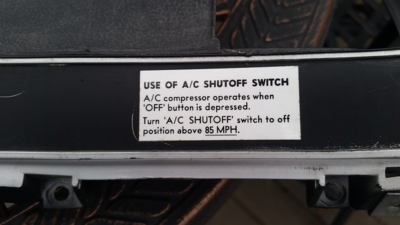 USE OF A/C SHUTOFF SWITCH
A/C compressor operates when
'OFF' button is depressed.
Turn 'A/C SHUTOFF' switch to off
position above 85 MPH.